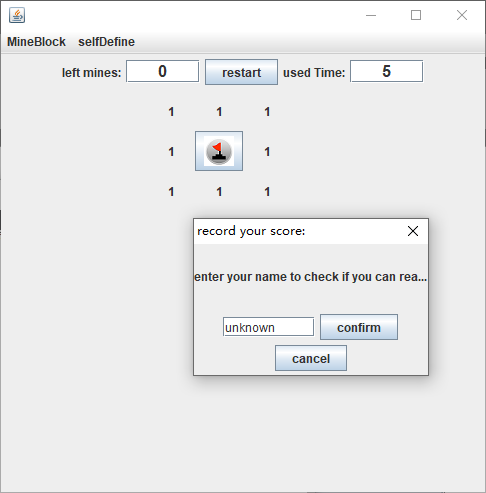 MineBlock selfDefine
left mines: 0 restart used Time: 5
1 1 1
1 1
1 1 1
record your score:
enter your name to check if you can rea...
unknown confirm
cancel